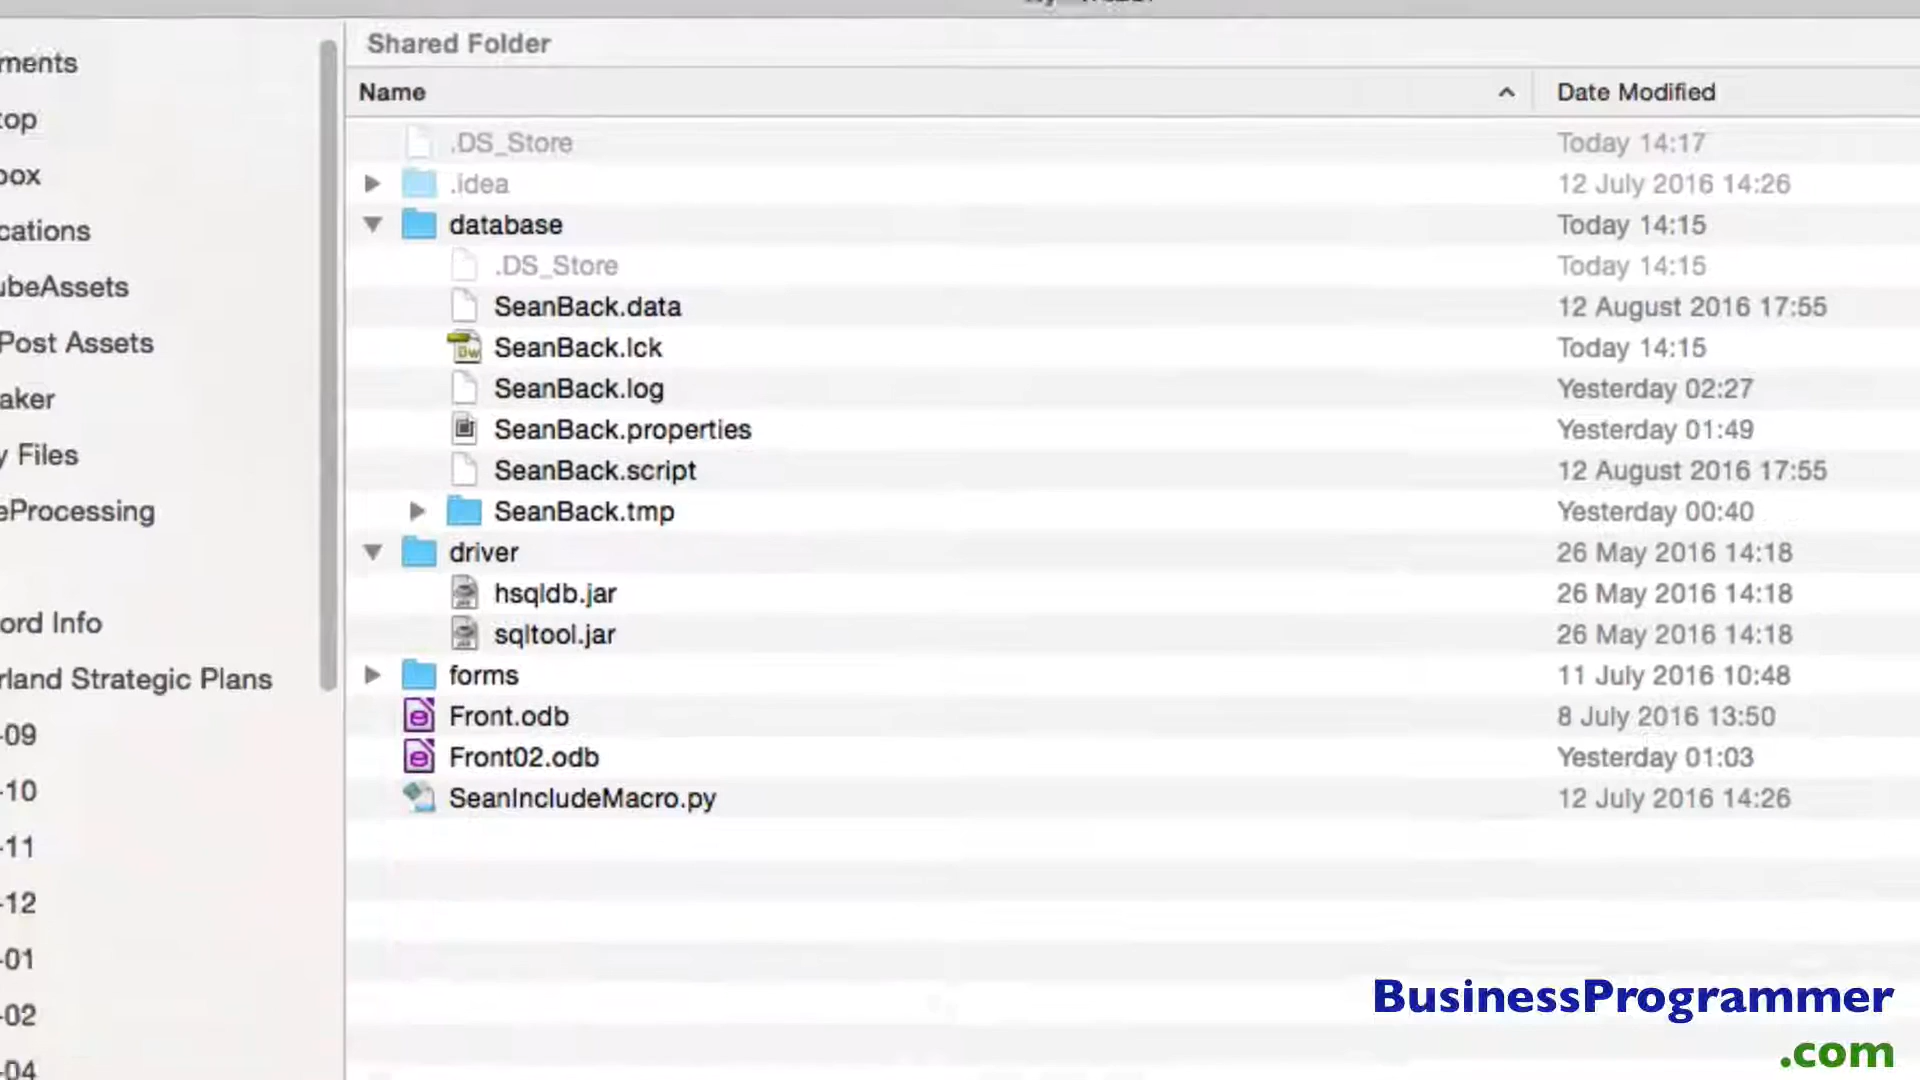 Shared Folder
Name Date Modified
.DS_Store Today 14:17
.idea 12 July 2016 14:26
database Today 14:15
.DS_Store Today 14:15
SeanBack.data 12 August 2016 17:55
SeanBack.lck Today 14:15
SeanBack.log Yesterday 02:27
SeanBack.properties Yesterday 01:49
SeanBack.script 12 August 2016 17:55
SeanBack.tmp Yesterday 00:40
driver 26 May 2016 14:18
hsqldb.jar 26 May 2016 14:18
sqltool.jar 26 May 2016 14:18
forms 11 July 2016 10:48
Front.odb 8 July 2016 13:50
Front02.odb Yesterday 01:03
SeanIncludeMacro.py 12 July 2016 14:26
ments
top
box
cations
ubeAssets
Post Assets
aker
y Files
eProcessing
ord Info
rland Strategic Plans
-09
-10
-11
-12
-01
-02
-04
BusinessProgrammer
.com